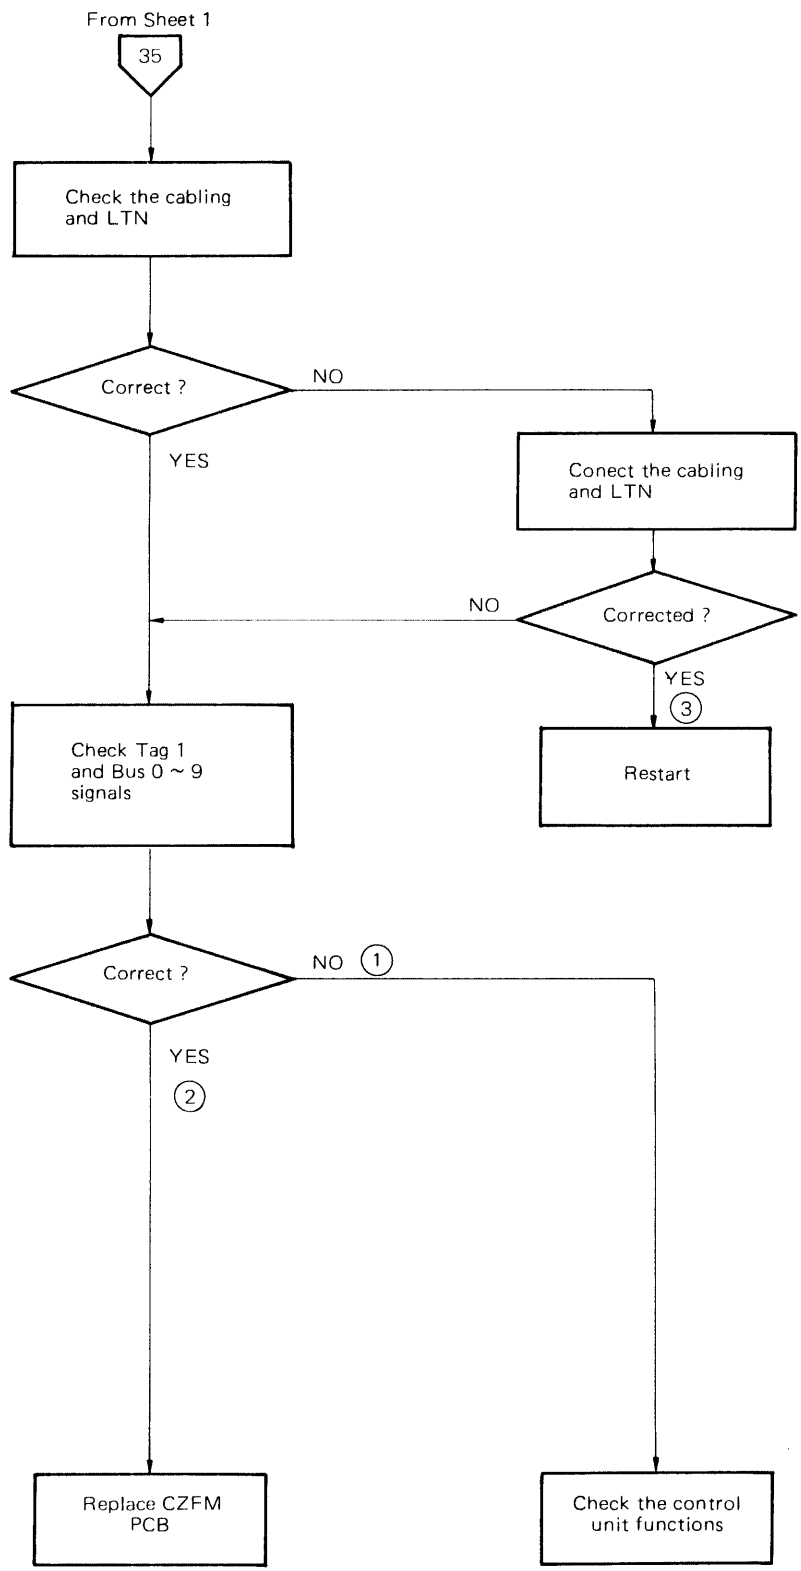 From Sheet 1
35
Check the cabling
and LTN
Correct ?
NO
YES
Conect the cabling
and LTN
NO
Corrected ?
YES
3
Restart
Check Tag 1
and Bus 0 ~ 9
signals
Correct ?
NO
1
YES
2
Replace CZFM
PCB
Check the control
unit functions